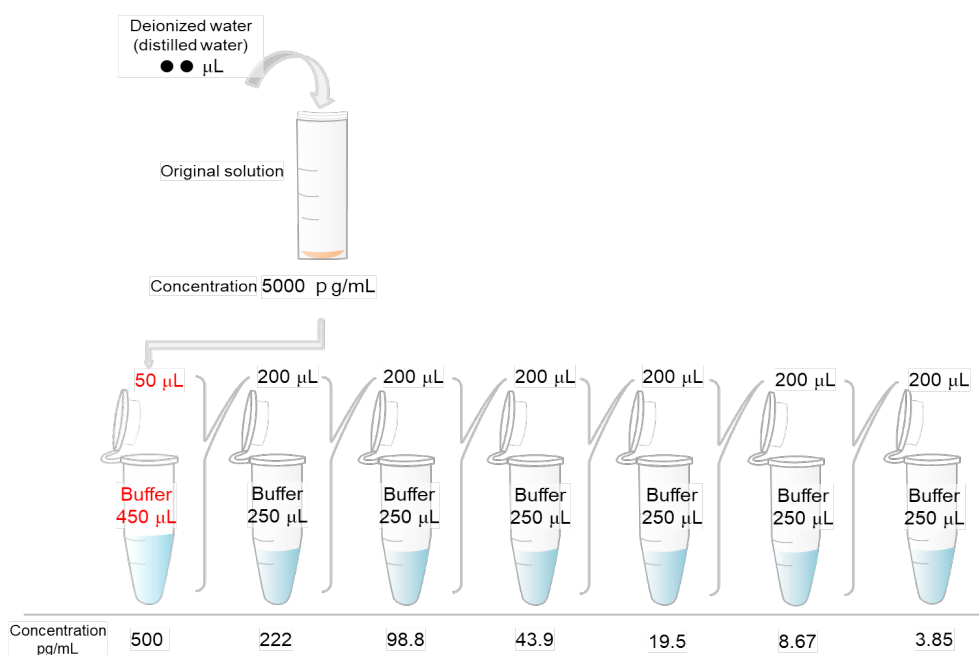 Deionized water
(distilled water)
●● μL
Original solution
Concentration 5000 p g/mL
50 μL 200 μL 200 μL 200 μL 200 μL 200 μL 200 μL
Buffer Buffer Buffer Buffer Buffer Buffer Buffer
450 μL 250 μL 250 μL 250 μL 250 μL 250 μL 250 μL
Concentration
pg/mL
500 222 98.8 43.9 19.5 8.67 3.85